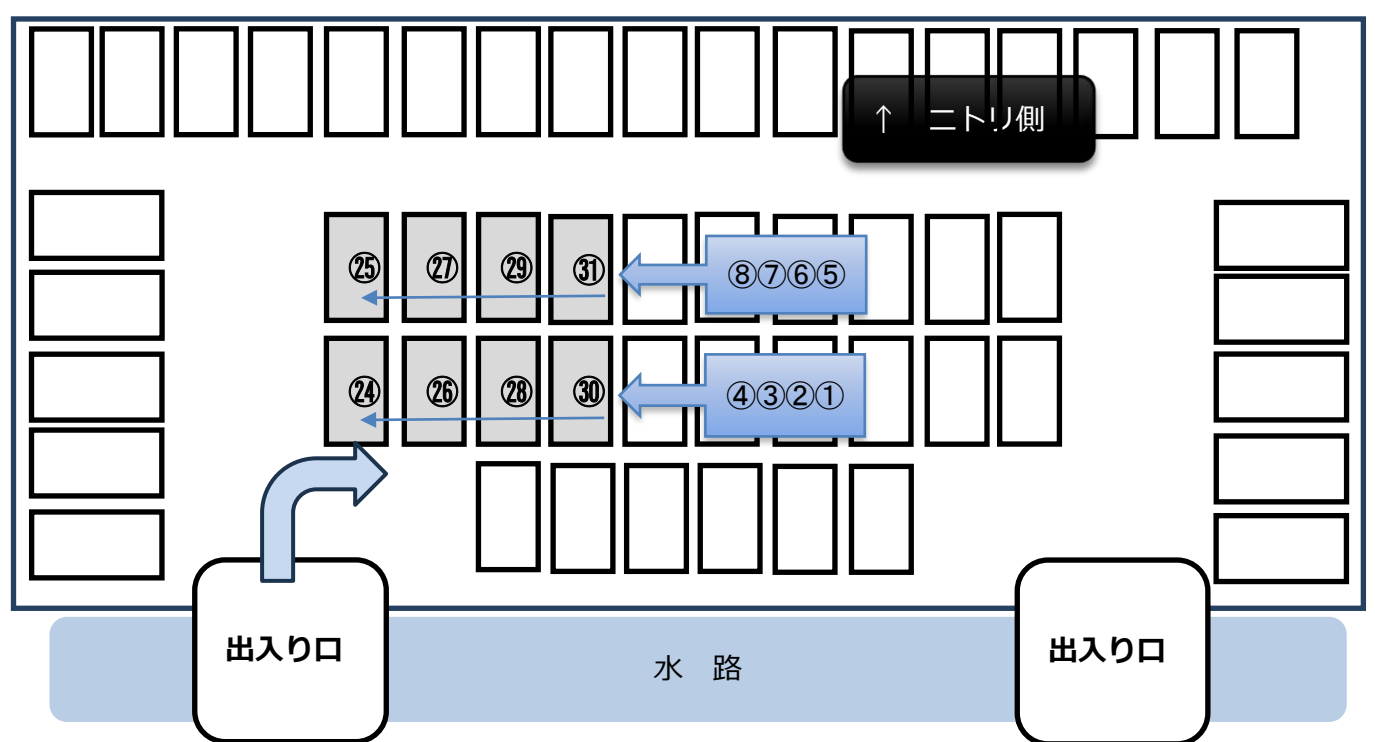 ↑　ニトリ側
㉕ ㉗ ㉙ ㉛ ⑧⑦⑥⑤
㉔ ㉖ ㉘ ㉚ ④③②①
出入り口
水　路
出入り口